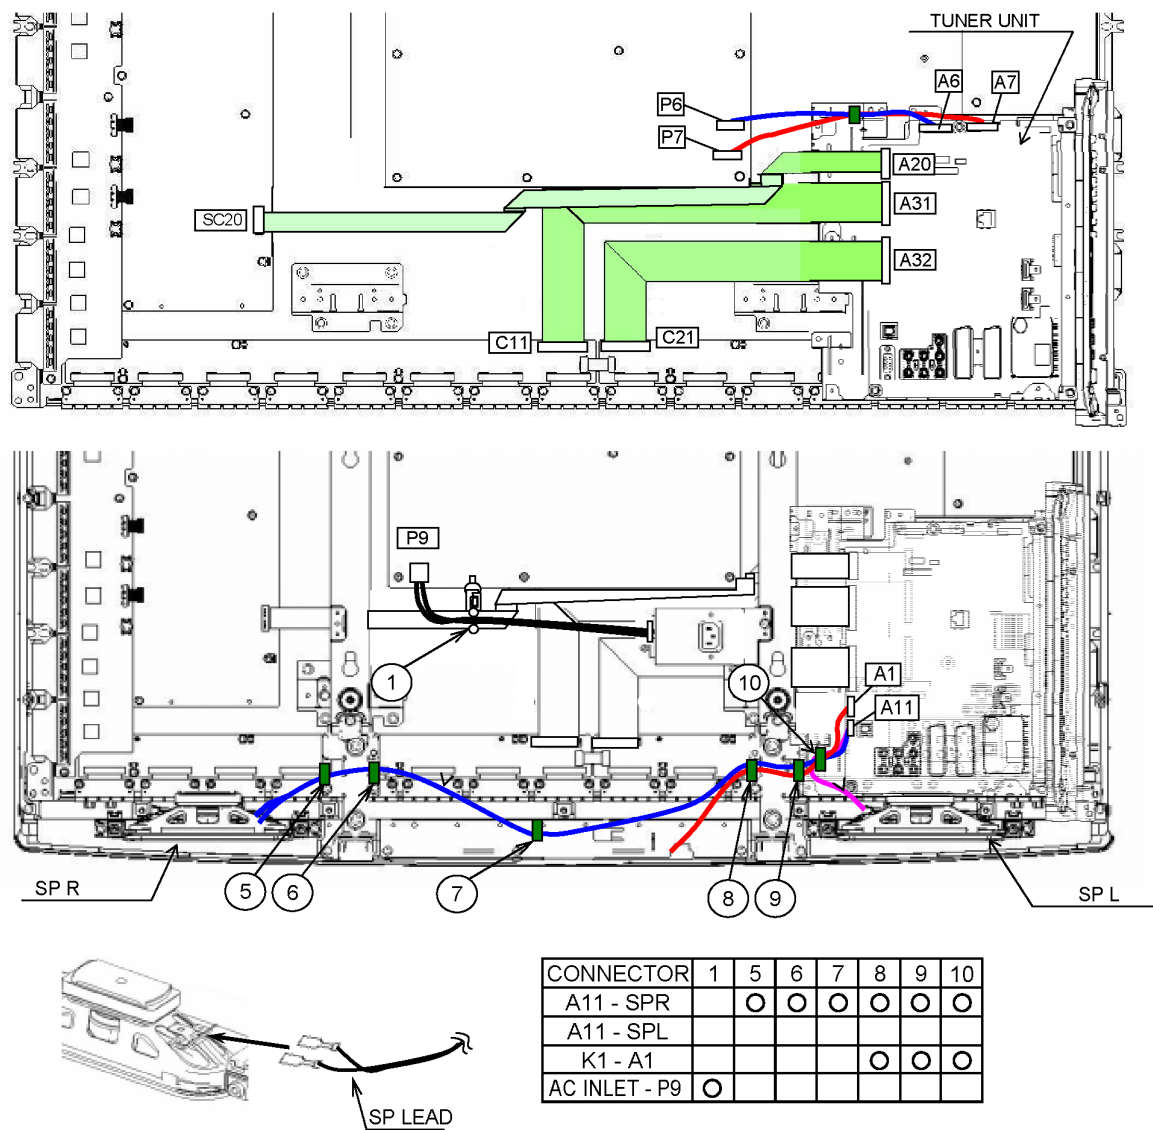 TUNER UNIT
A6
A7
P6
P7
A20
SC20
A31
A32
C11
C21
P9
1
10
A1
A11
5
6
7
8
9
SP R
SP L
CONNECTOR 1 5 6 7 8 9 10
A11 - SPR O O O O O O
A11 - SPL
K1 - A1 O O O
AC INLET - P9 O
SP LEAD